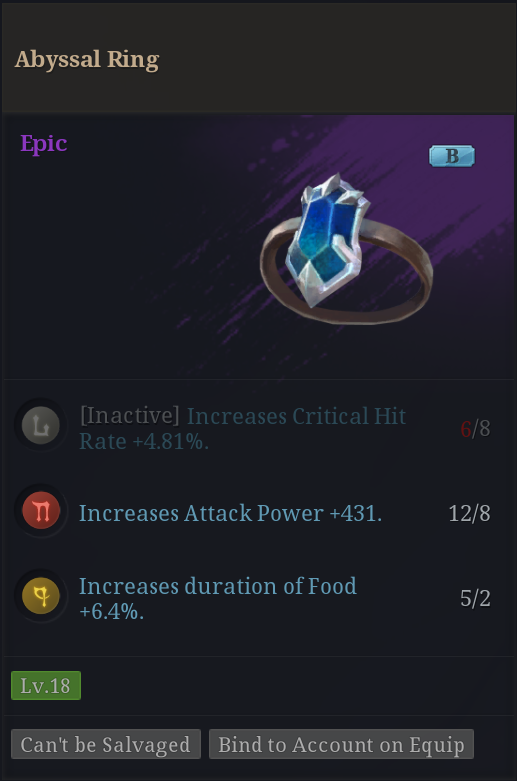 Abyssal Ring
Epic
B
[Inactive] Increases Critical Hit
Rate +4.81%.
6/8
Increases Attack Power +431.
12/8
Increases duration of Food
+6.4%.
5/2
Lv.18
Can't be Salvaged
Bind to Account on Equip